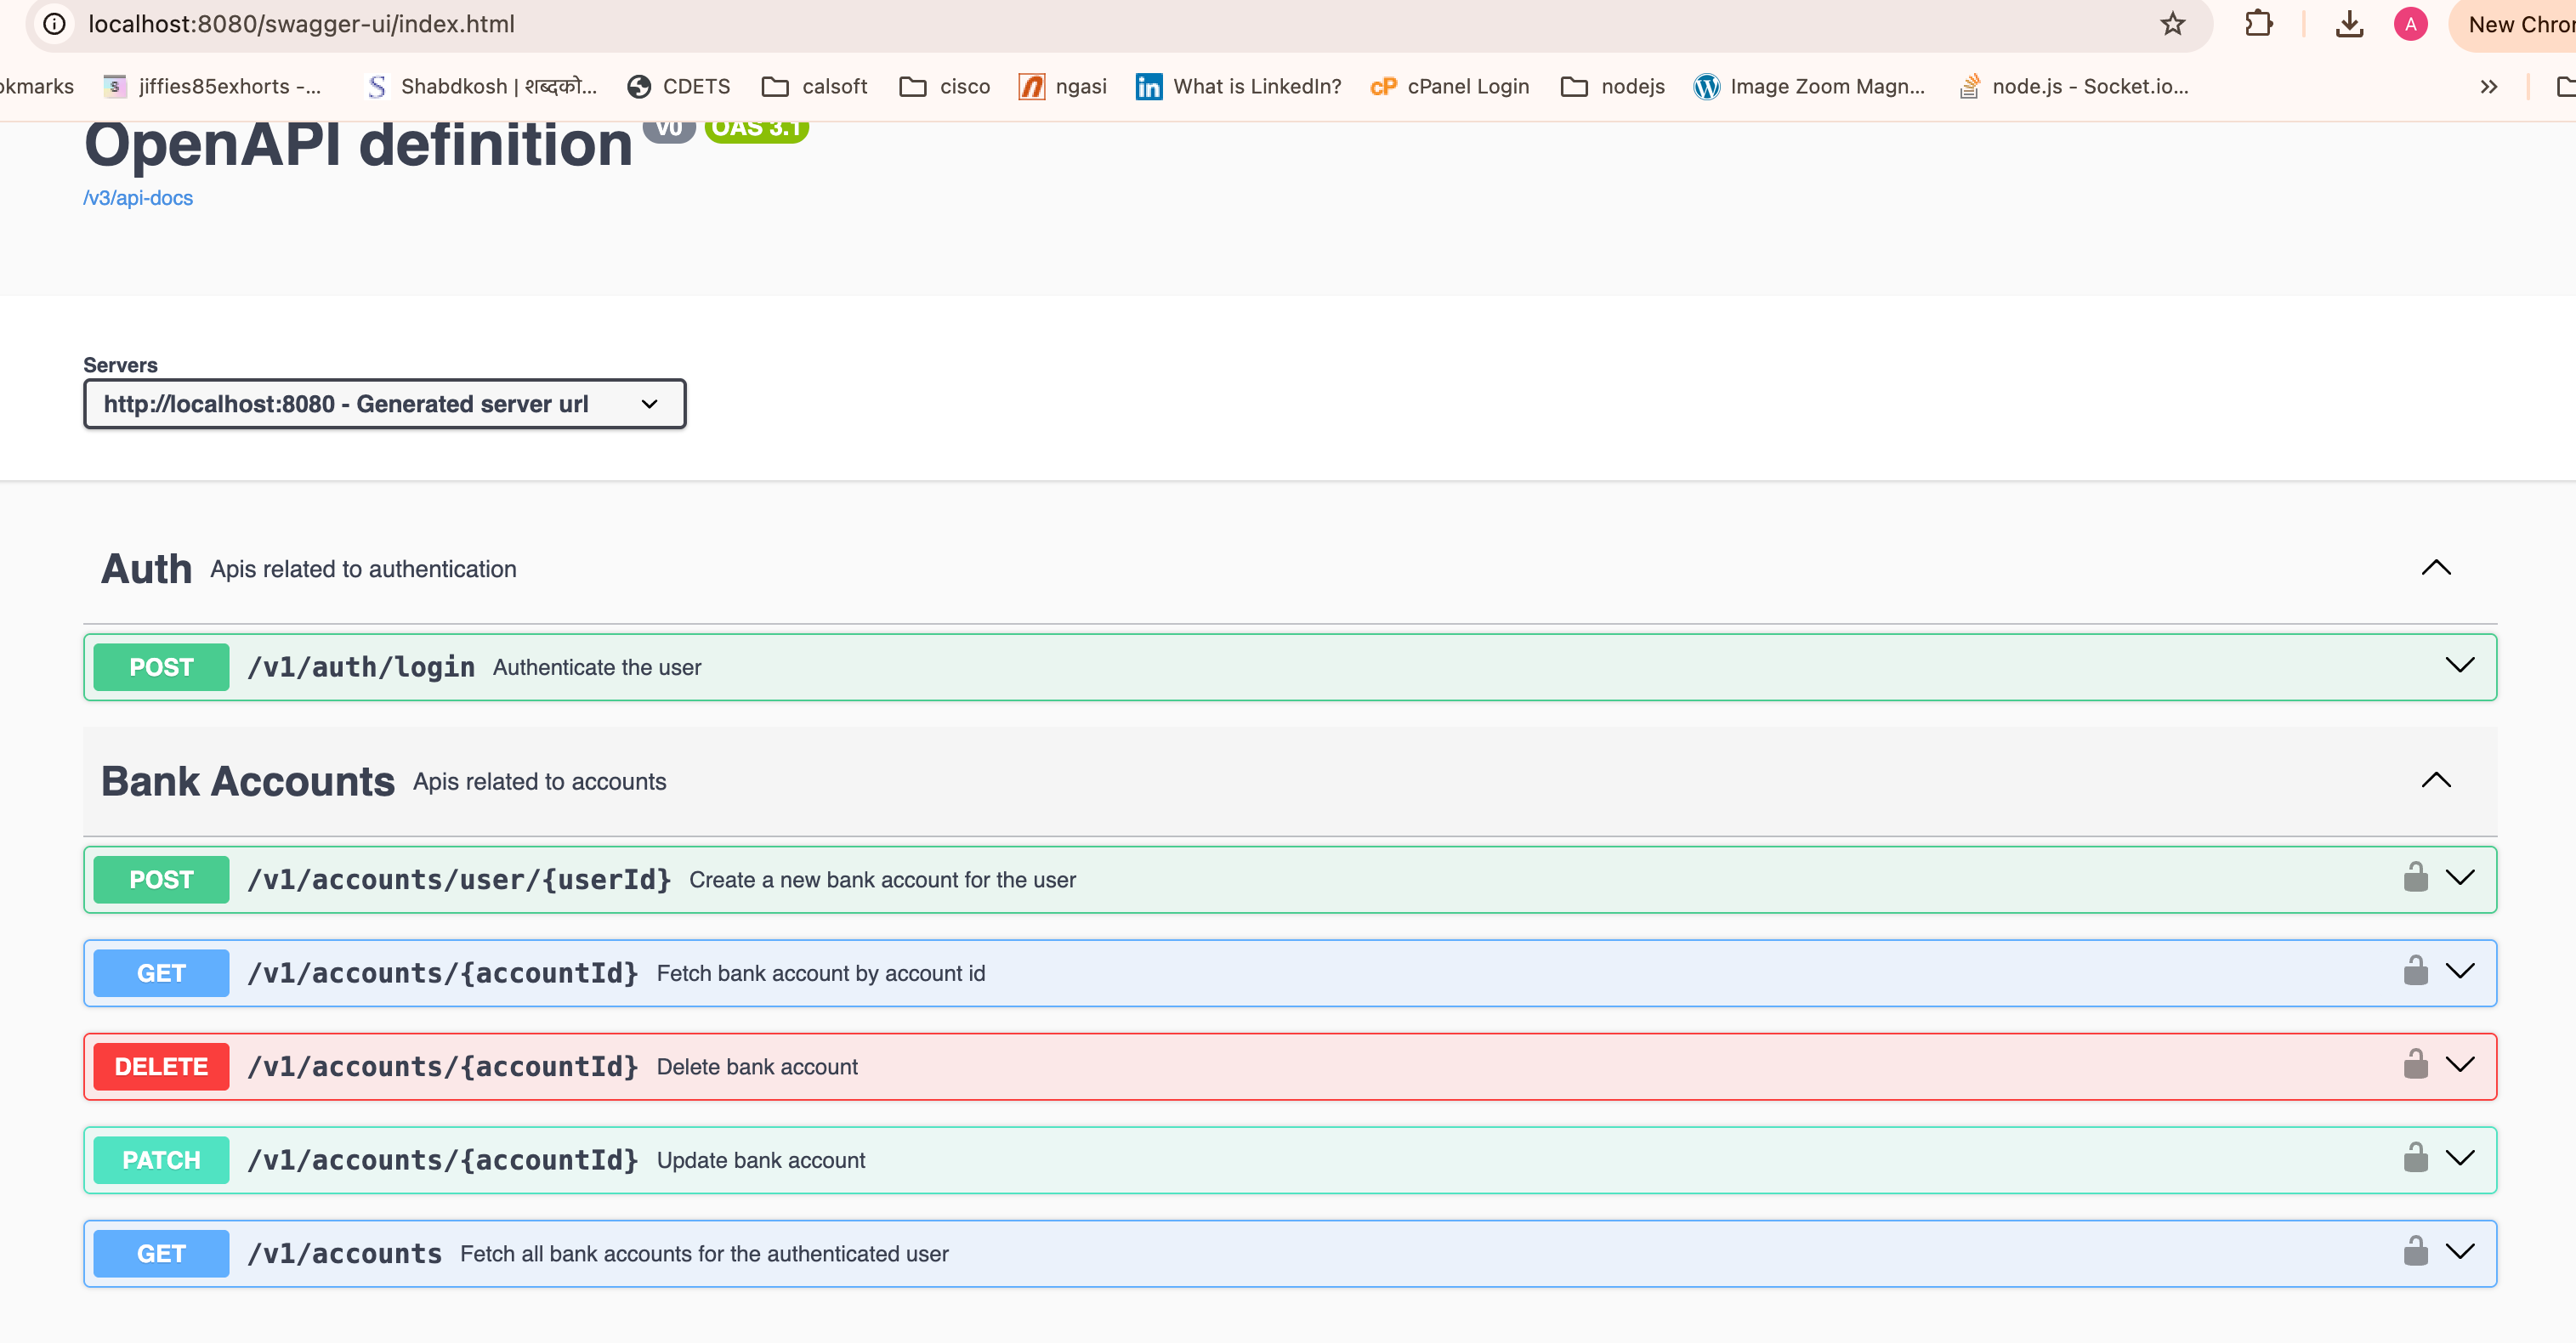 localhost:8080/swagger-ui/index.html
A
New Chror
okmarks
S
jiffies85exhorts -...
S
Shabdkosh | शब्दको...
CDETS
calsoft
cisco
n
ngasi
in
What is LinkedIn?
cP
cPanel Login
nodejs
Image Zoom Magn...
node.js - Socket.io...
OpenAPI definition v0 OAS 3.1
/v3/api-docs
Servers
http://localhost:8080 - Generated server url
Auth Apis related to authentication
POST /v1/auth/login Authenticate the user
Bank Accounts Apis related to accounts
POST /v1/accounts/user/{userId} Create a new bank account for the user
GET /v1/accounts/{accountId} Fetch bank account by account id
DELETE /v1/accounts/{accountId} Delete bank account
PATCH /v1/accounts/{accountId} Update bank account
GET /v1/accounts Fetch all bank accounts for the authenticated user